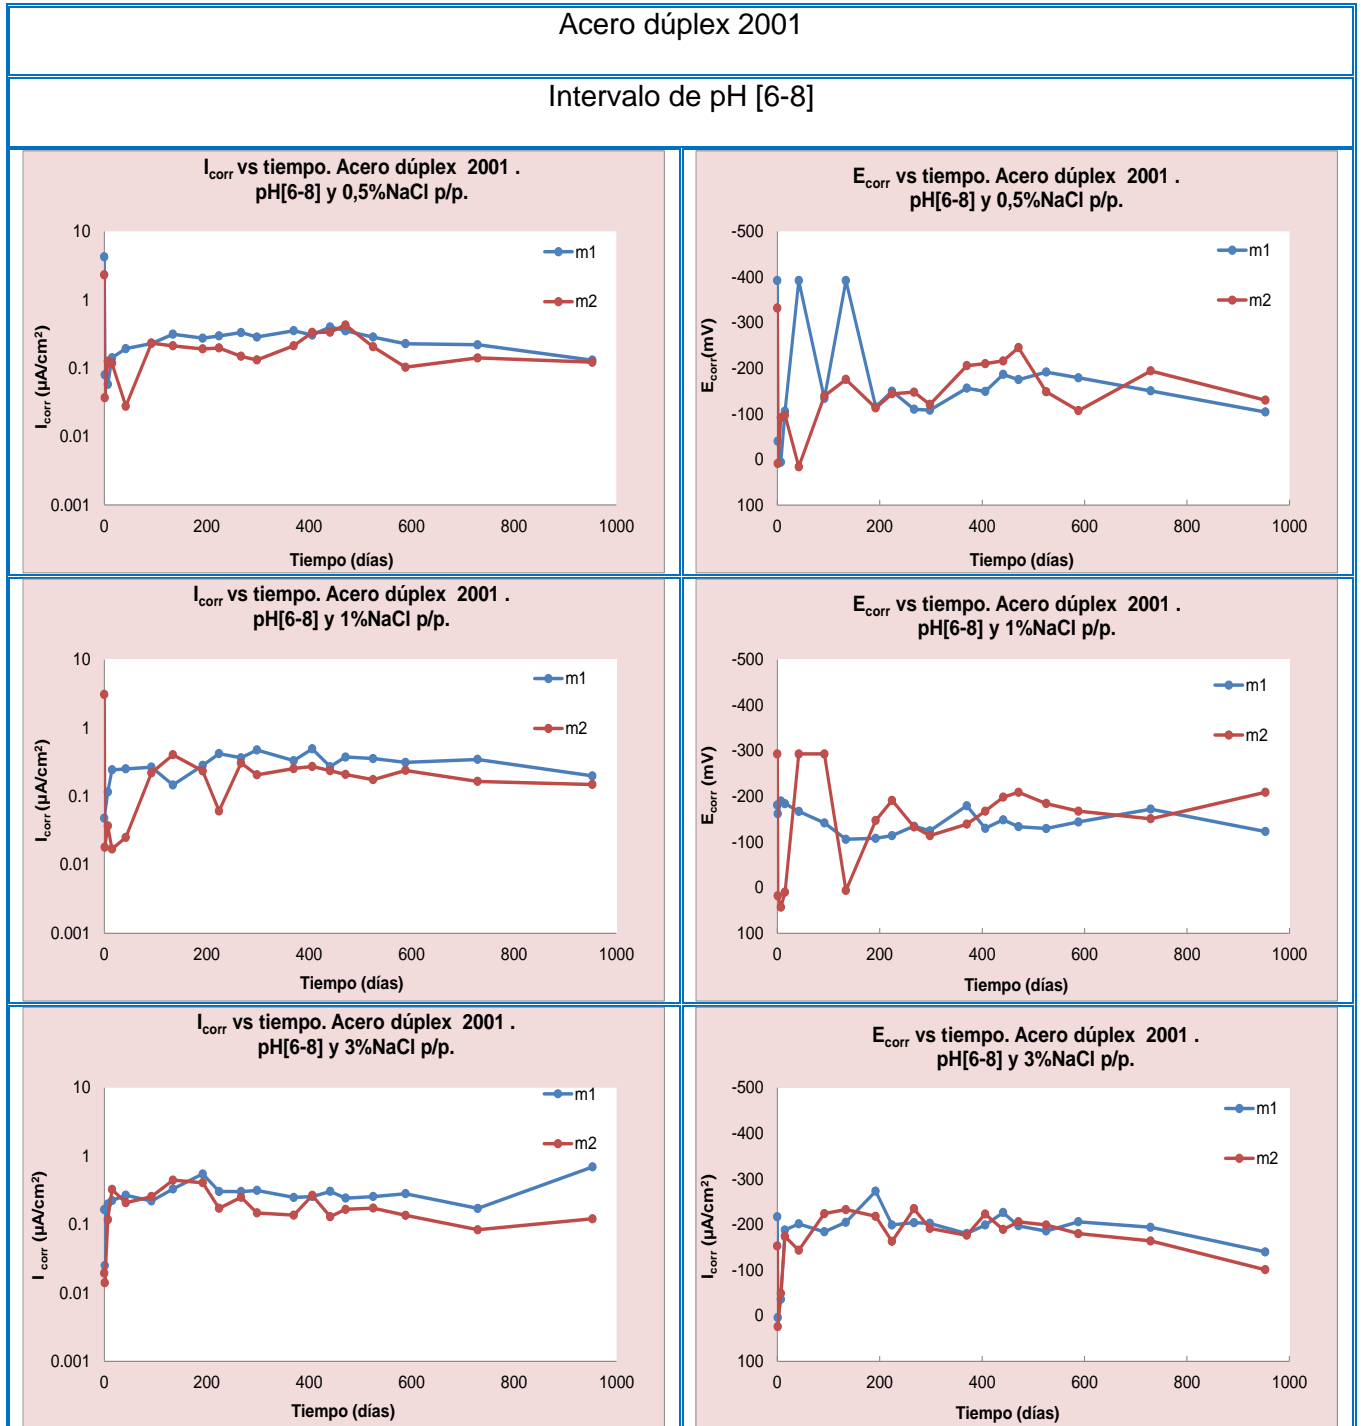 Acero dúplex 2001
Intervalo de pH [6-8]
Icorr vs tiempo. Acero dúplex 2001 .
pH[6-8] y 0,5%NaCl p/p.
10
1
0.1
0.01
0.001
Icorr (µA/cm²)
m1
m2
0 200 400 600 800 1000
Tiempo (días)
Ecorr vs tiempo. Acero dúplex 2001 .
pH[6-8] y 0,5%NaCl p/p.
-500
-400
-300
-200
-100
0
100
Ecorr(mV)
m1
m2
0 200 400 600 800 1000
Tiempo (días)
Icorr vs tiempo. Acero dúplex 2001 .
pH[6-8] y 1%NaCl p/p.
10
1
0.1
0.01
0.001
Icorr (µA/cm²)
m1
m2
0 200 400 600 800 1000
Tiempo (días)
Ecorr vs tiempo. Acero dúplex 2001 .
pH[6-8] y 1%NaCl p/p.
-500
-400
-300
-200
-100
0
100
Ecorr (mV)
m1
m2
0 200 400 600 800 1000
Tiempo (días)
Icorr vs tiempo. Acero dúplex 2001 .
pH[6-8] y 3%NaCl p/p.
10
1
0.1
0.01
0.001
I corr (µA/cm²)
m1
m2
0 200 400 600 800 1000
Tiempo (días)
Ecorr vs tiempo. Acero dúplex 2001 .
pH[6-8] y 3%NaCl p/p.
-500
-400
-300
-200
-100
0
100
Icorr (µA/cm²)
m1
m2
0 200 400 600 800 1000
Tiempo (días)